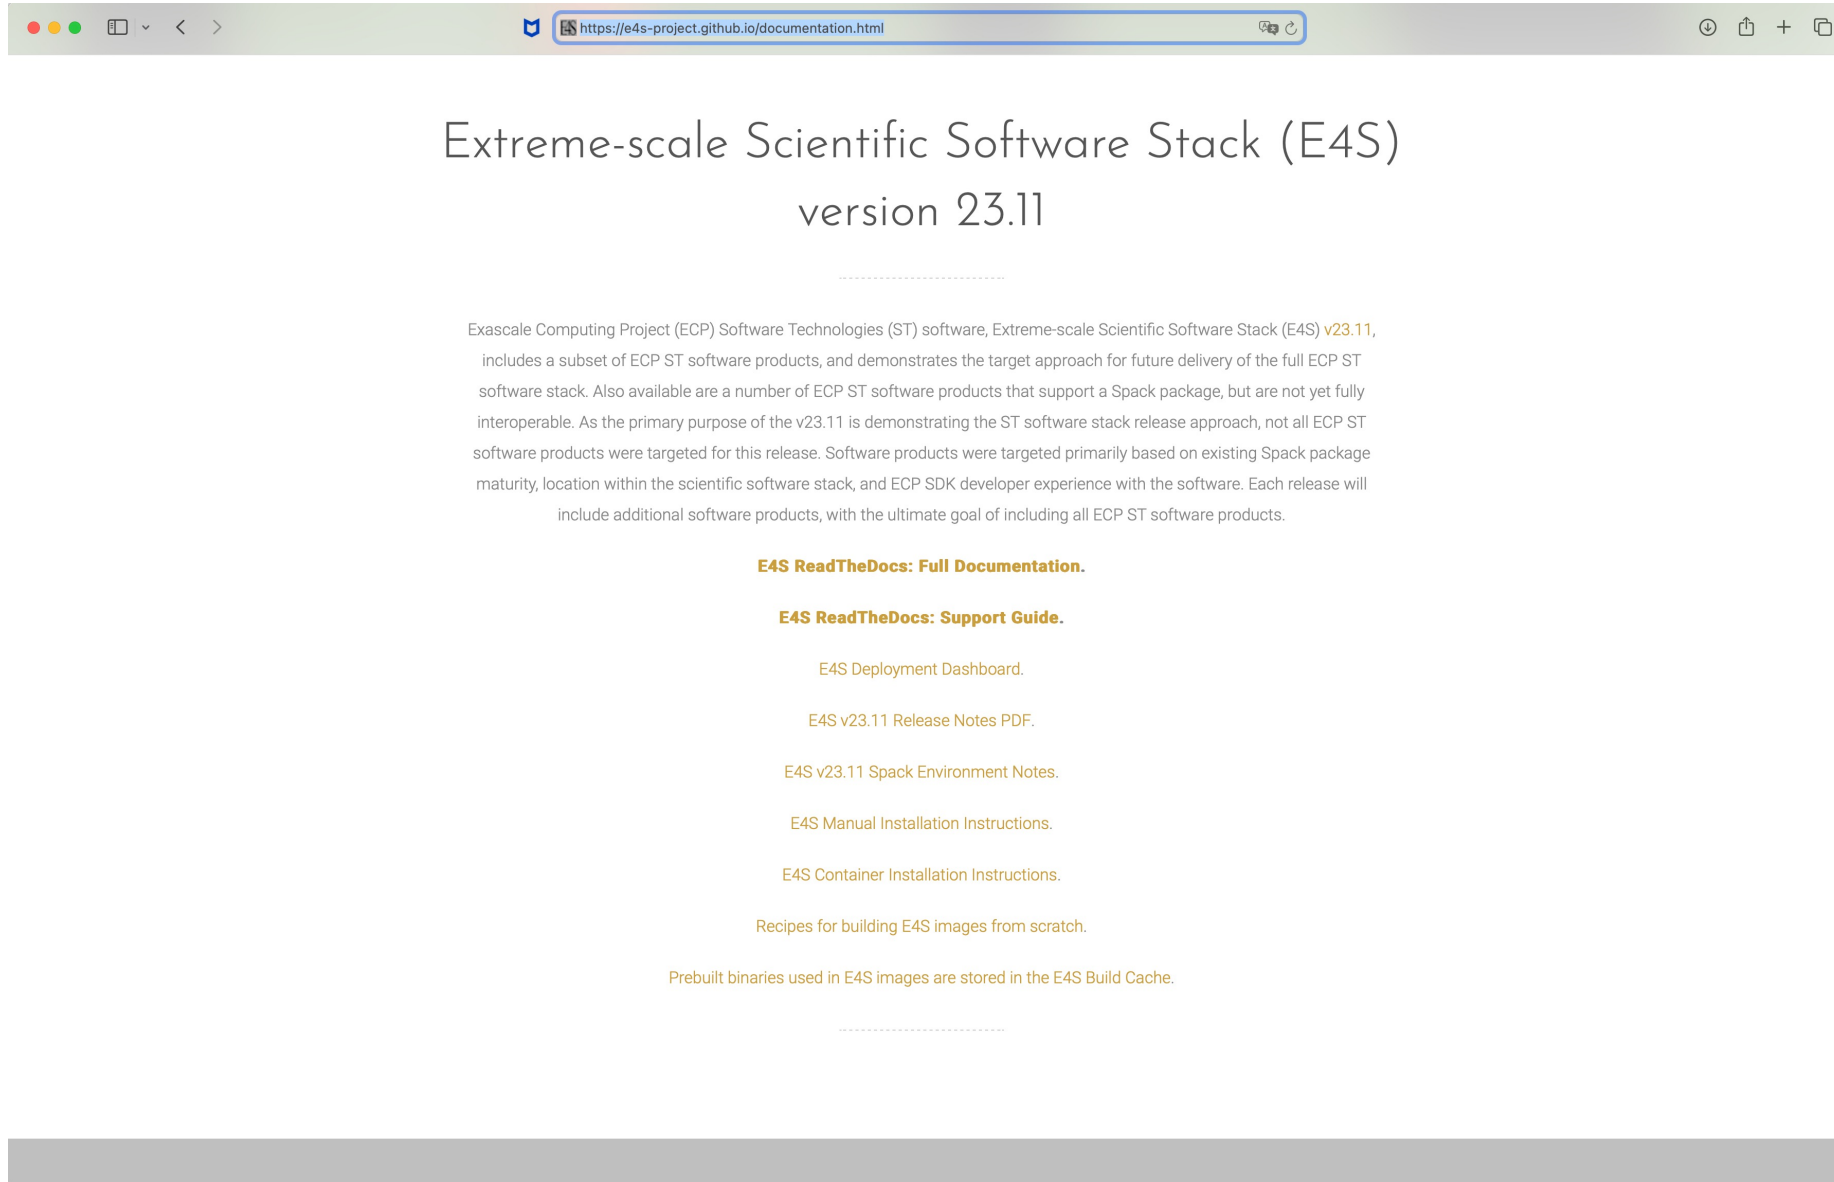 https://e4s-project.github.io/documentation.html
Extreme-scale Scientific Software Stack (E4S)
version 23.11
Exascale Computing Project (ECP) Software Technologies (ST) software, Extreme-scale Scientific Software Stack (E4S) v23.11,
includes a subset of ECP ST software products, and demonstrates the target approach for future delivery of the full ECP ST
software stack. Also available are a number of ECP ST software products that support a Spack package, but are not yet fully
interoperable. As the primary purpose of the v23.11 is demonstrating the ST software stack release approach, not all ECP ST
software products were targeted for this release. Software products were targeted primarily based on existing Spack package
maturity, location within the scientific software stack, and ECP SDK developer experience with the software. Each release will
include additional software products, with the ultimate goal of including all ECP ST software products.
E4S ReadTheDocs: Full Documentation.
E4S ReadTheDocs: Support Guide.
E4S Deployment Dashboard.
E4S v23.11 Release Notes PDF.
E4S v23.11 Spack Environment Notes.
E4S Manual Installation Instructions.
E4S Container Installation Instructions.
Recipes for building E4S images from scratch.
Prebuilt binaries used in E4S images are stored in the E4S Build Cache.